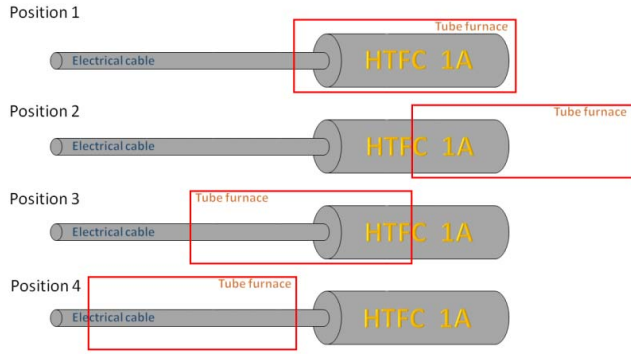 Position 1
Tube furnace
Electrical cable
HTFC 1A
Position 2
Tube furnace
Electrical cable
HTFC 1A
Position 3
Tube furnace
Electrical cable
HTFC 1A
Position 4
Tube furnace
Electrical cable
HTFC 1A